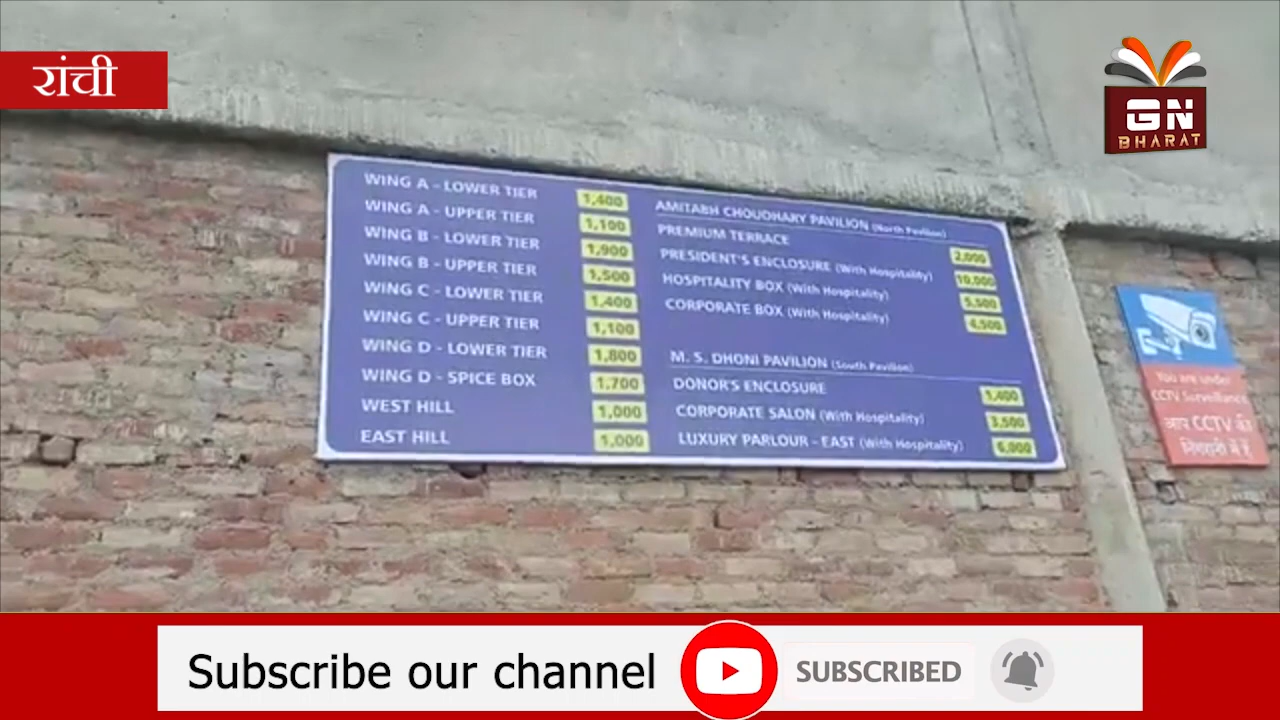 रांची
GN
BHARAT
WING A - LOWER TIER 1,400
WING A - UPPER TIER 1,100
WING B - LOWER TIER 1,900
WING B - UPPER TIER 1,500
WING C - LOWER TIER 1,400
WING C - UPPER TIER 1,100
WING D - LOWER TIER 1,800
WING D - SPICE BOX 1,700
WEST HILL 1,000
EAST HILL 1,000
AMITABH CHOUDHARY PAVILION (North Pavilion)
PREMIUM TERRACE 2,000
PRESIDENT'S ENCLOSURE (With Hospitality) 10,000
HOSPITALITY BOX (With Hospitality) 5,500
CORPORATE BOX (With Hospitality) 4,500
M. S. DHONI PAVILION (South Pavilion)
DONOR'S ENCLOSURE 1,400
CORPORATE SALON (With Hospitality) 3,500
LUXURY PARLOUR - EAST (With Hospitality) 6,000
You are under
CCTV Surveillance
आप CCTV की
निगरानी में हैं
Subscribe our channel
SUBSCRIBED